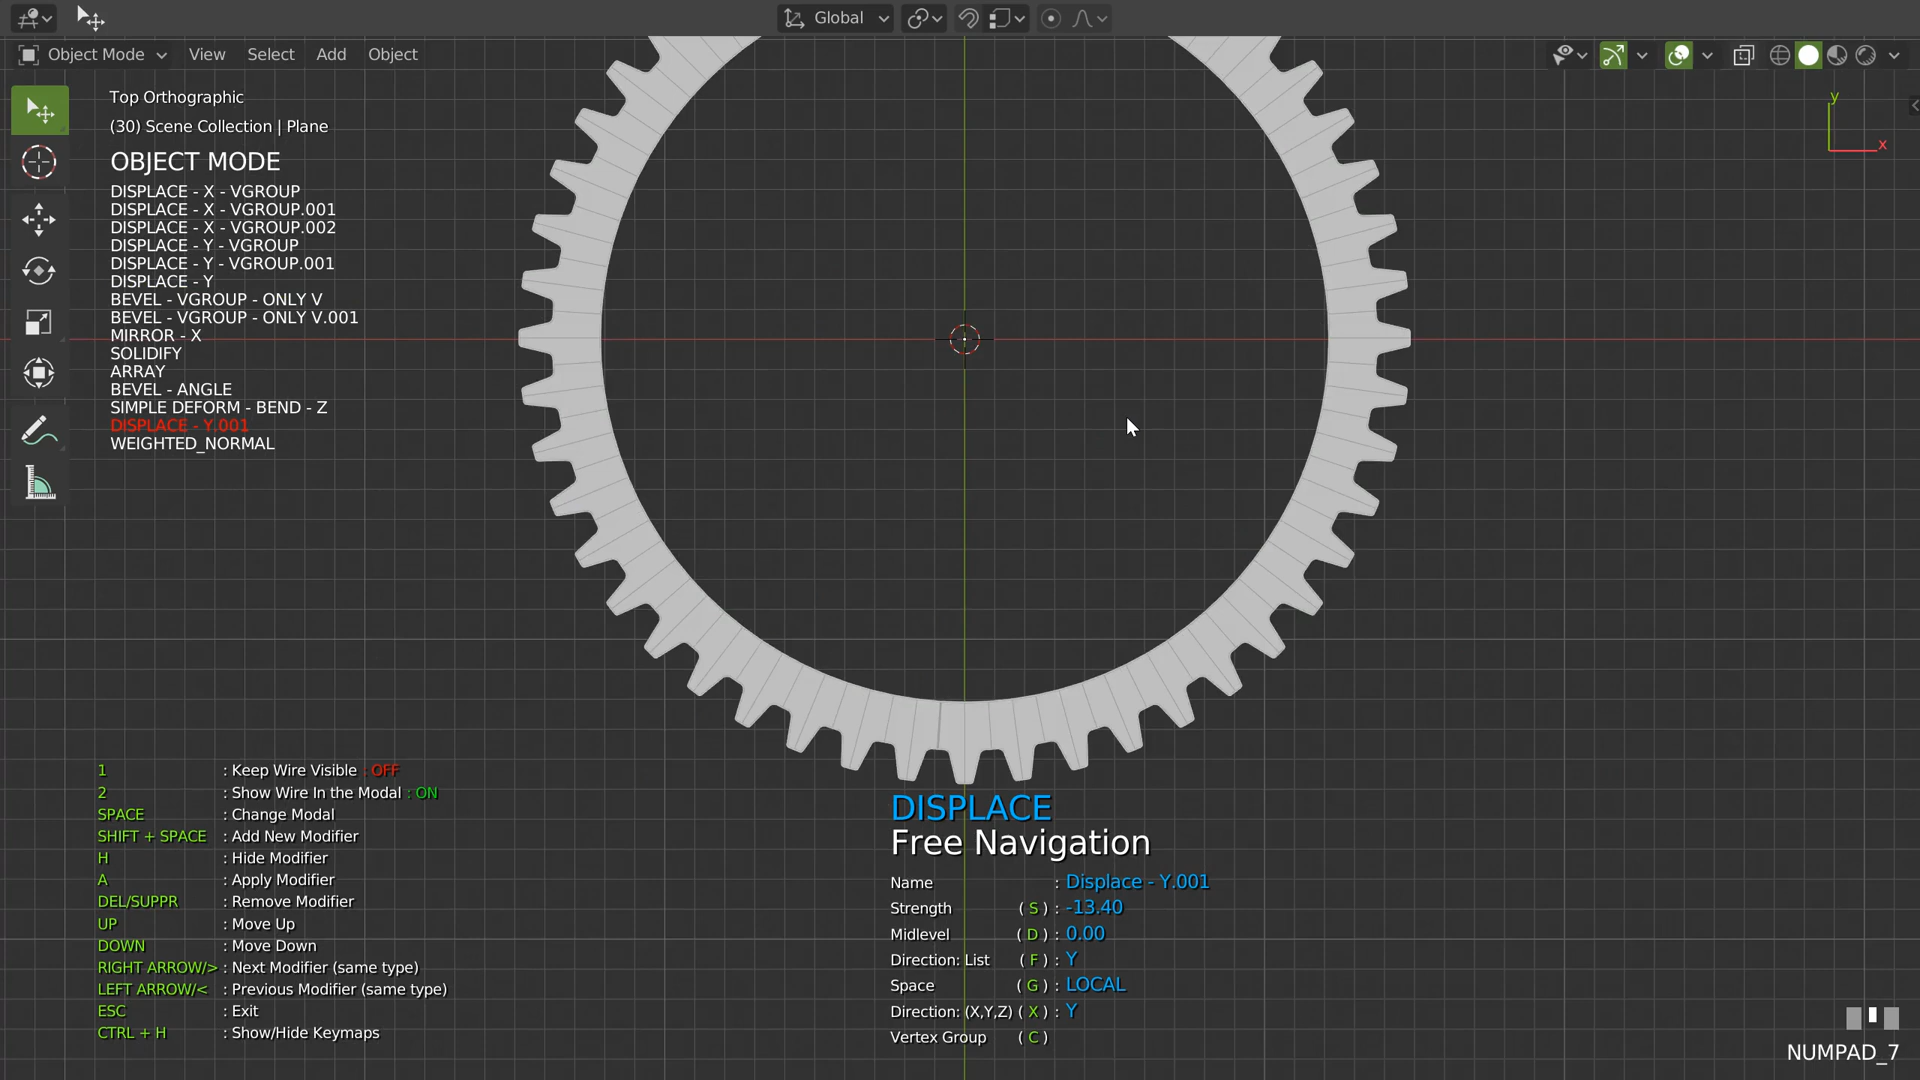 Global
Object Mode View Select Add Object
Top Orthographic
(30) Scene Collection | Plane
OBJECT MODE
DISPLACE - X - VGROUP
DISPLACE - X - VGROUP.001
DISPLACE - X - VGROUP.002
DISPLACE - Y - VGROUP
DISPLACE - Y - VGROUP.001
DISPLACE - Y
BEVEL - VGROUP - ONLY V
BEVEL - VGROUP - ONLY V.001
MIRROR - X
SOLIDIFY
ARRAY
BEVEL - ANGLE
SIMPLE DEFORM - BEND - Z
DISPLACE - Y.001
WEIGHTED_NORMAL
y
x
1 : Keep Wire Visible : OFF
2 : Show Wire In the Modal : ON
SPACE : Change Modal
SHIFT + SPACE : Add New Modifier
H : Hide Modifier
A : Apply Modifier
DEL/SUPPR : Remove Modifier
UP : Move Up
DOWN : Move Down
RIGHT ARROW/> : Next Modifier (same type)
LEFT ARROW/< : Previous Modifier (same type)
ESC : Exit
CTRL + H : Show/Hide Keymaps
DISPLACE
Free Navigation
Name : Displace - Y.001
Strength ( S ) : -13.40
Midlevel ( D ) : 0.00
Direction: List ( F ) : Y
Space ( G ) : LOCAL
Direction: (X,Y,Z) ( X ) : Y
Vertex Group ( C )
NUMPAD_7